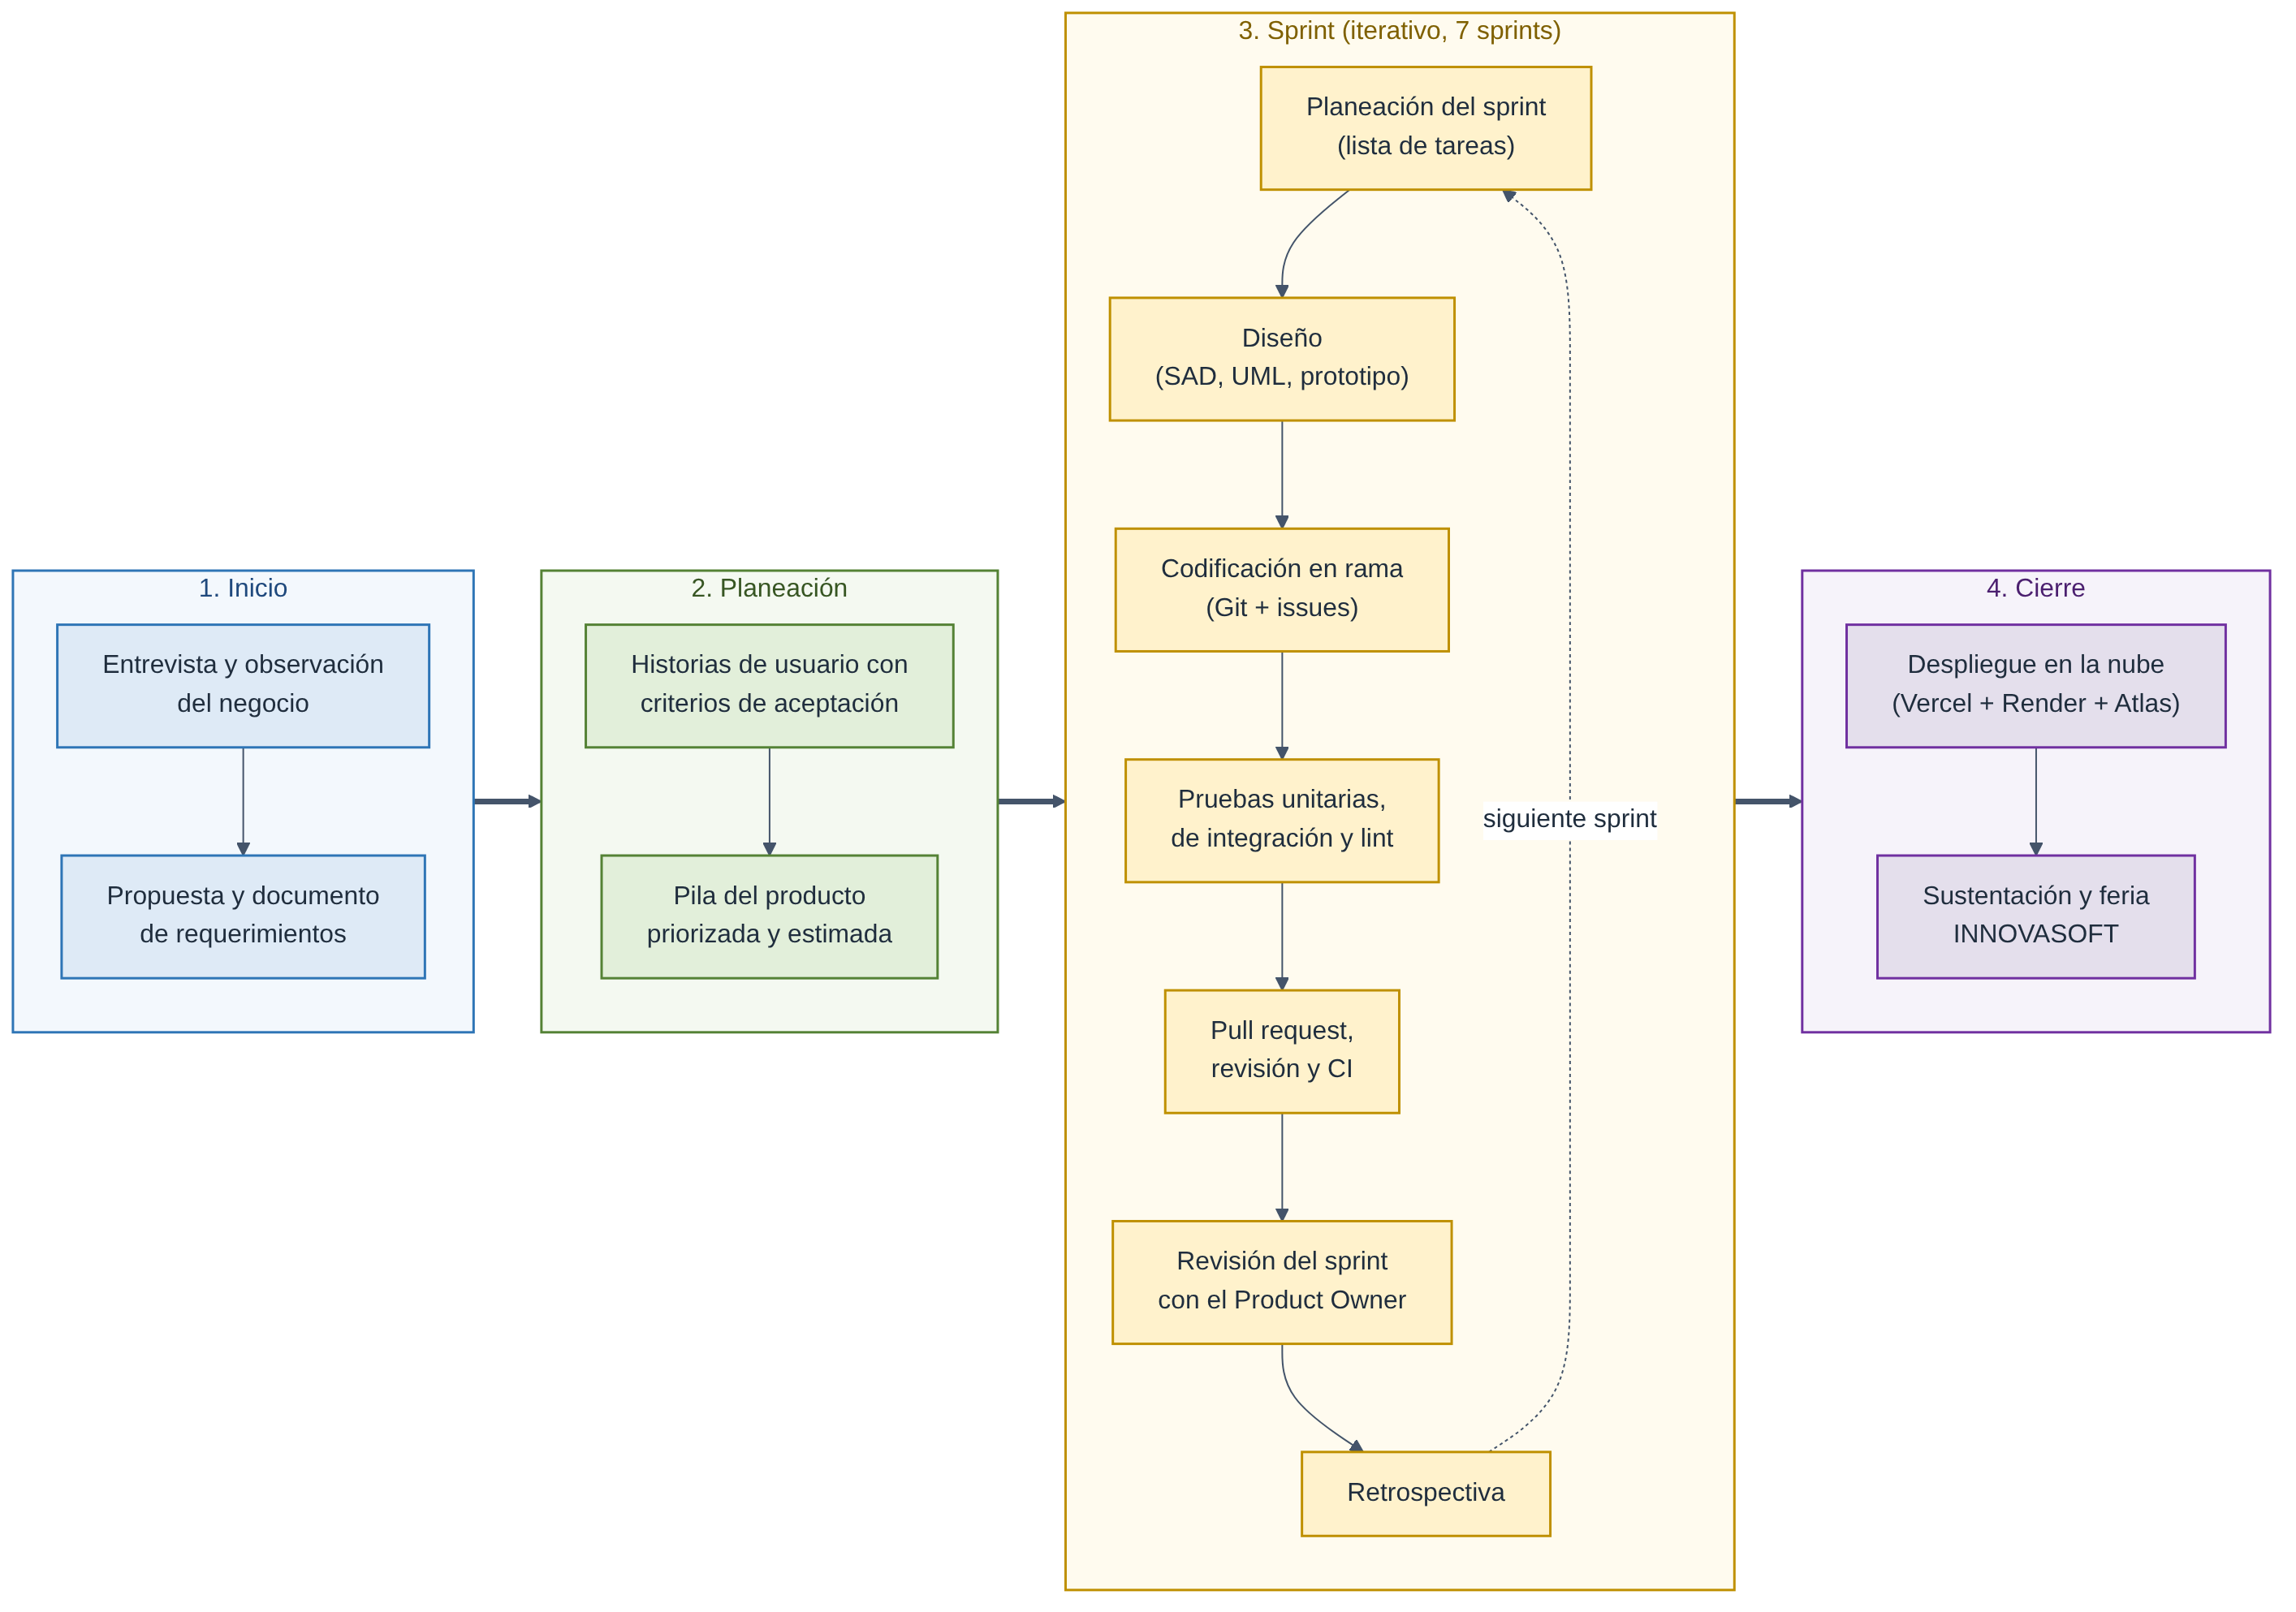 1. Inicio
Entrevista y observación
del negocio
Propuesta y documento
de requerimientos
2. Planeación
Historias de usuario con
criterios de aceptación
Pila del producto
priorizada y estimada
3. Sprint (iterativo, 7 sprints)
Planeación del sprint
(lista de tareas)
Diseño
(SAD, UML, prototipo)
Codificación en rama
(Git + issues)
Pruebas unitarias,
de integración y lint
Pull request,
revisión y CI
Revisión del sprint
con el Product Owner
Retrospectiva
siguiente sprint
4. Cierre
Despliegue en la nube
(Vercel + Render + Atlas)
Sustentación y feria
INNOVASOFT